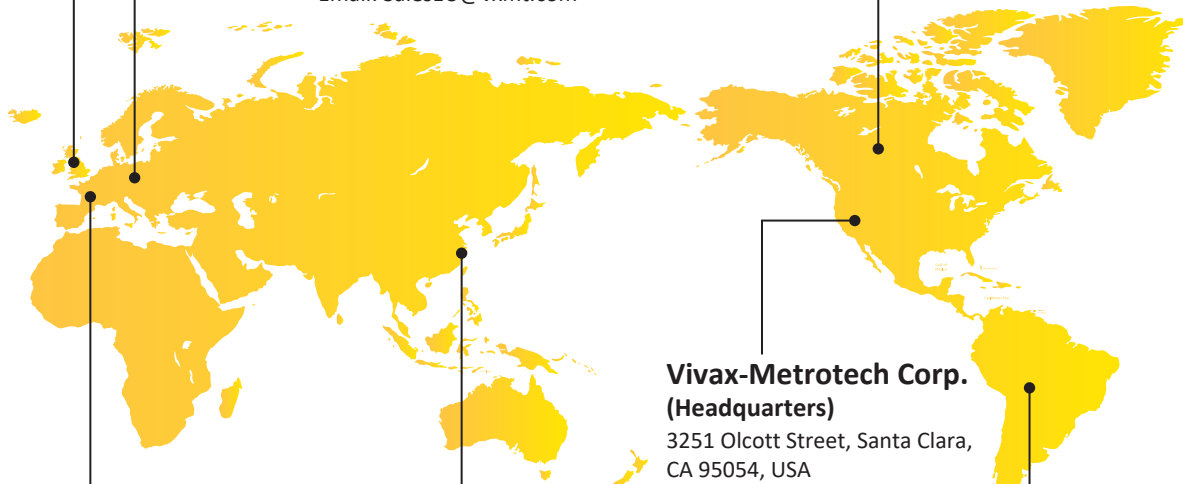 Vivax-Metrotech Corp.
(Headquarters)
3251 Olcott Street, Santa Clara,
CA 95054, USA